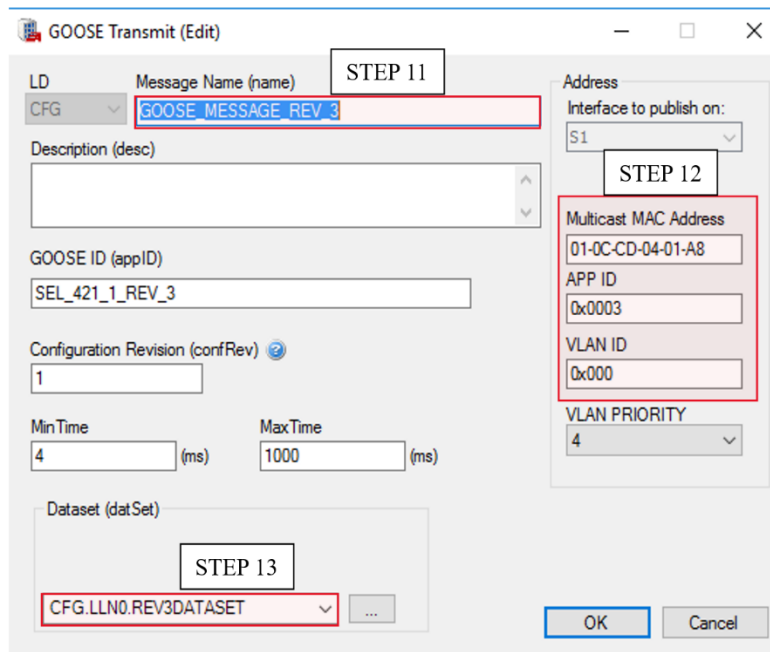 GOOSE Transmit (Edit)
STEP 11
LD
Message Name (name)
CFG
GOOSE_MESSAGE_REV_3
Description (desc)
GOOSE ID (appID)
SEL_421_1_REV_3
Configuration Revision (confRev)
1
MinTime
MaxTime
4
(ms)
1000
(ms)
Dataset (datSet)
STEP 13
CFG.LLN0.REV3DATASET
...
Address
Interface to publish on:
S1
STEP 12
Multicast MAC Address
01-0C-CD-04-01-A8
APP ID
0x0003
VLAN ID
0x000
VLAN PRIORITY
4
OK
Cancel